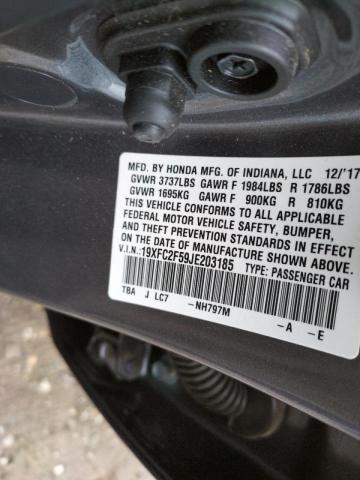 MFD. BY HONDA MFG. OF INDIANA, LLC 12/'17
GVWR 3737LBS GAWR F 1984LBS R 1786LBS
GVWR 1695KG GAWR F 900KG R 810KG
THIS VEHICLE CONFORMS TO ALL APPLICABLE
FEDERAL MOTOR VEHICLE SAFETY, BUMPER,
AND THEFT PREVENTION STANDARDS IN EFFECT
ON THE DATE OF MANUFACTURE SHOWN ABOVE.
V.I.N.: 19XFC2F59JE203185 TYPE: PASSENGER CAR
TBA J LC7 -NH797M -A -E